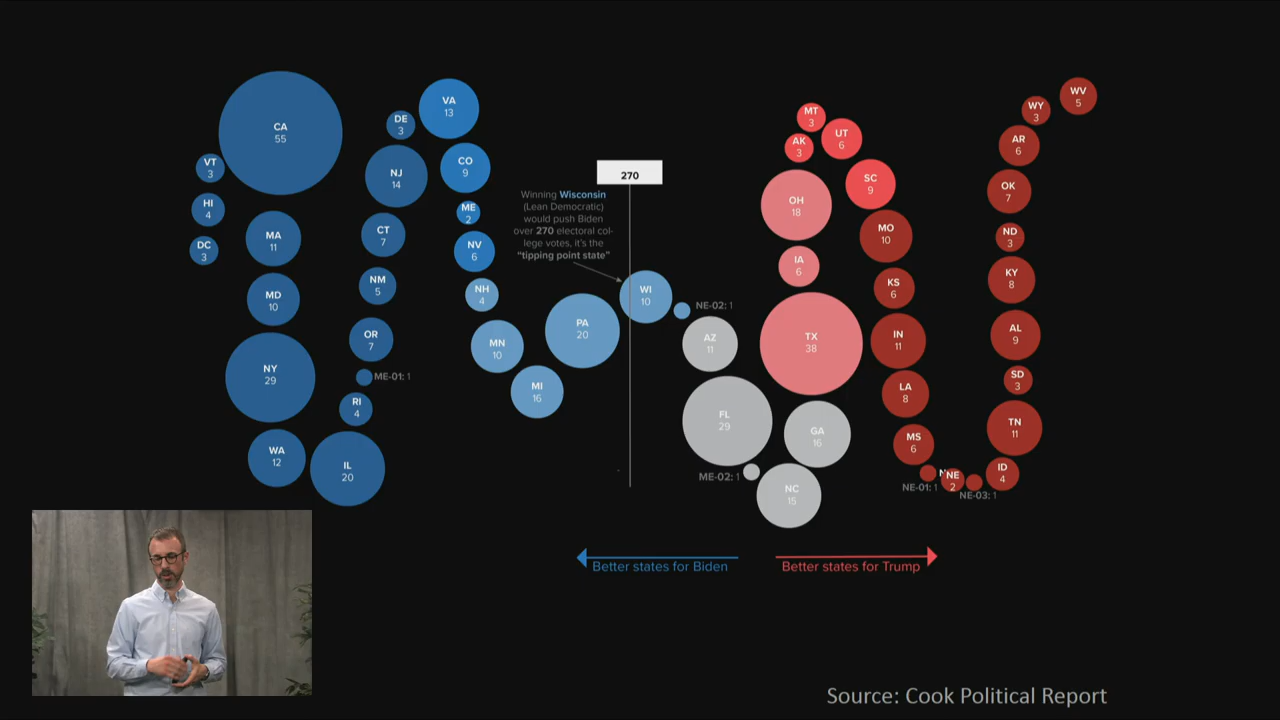 CA
55
VT
3
HI
4
DC
3
MA
11
MD
10
NY
29
WA
12
IL
20
RI
4
ME-01: 1
OR
7
NM
5
CT
7
NJ
14
DE
3
VA
13
CO
9
ME
2
NV
6
NH
4
MN
10
MI
16
PA
20
270
Winning Wisconsin
(Lean Democratic)
would push Biden
over 270 electoral col-
lege votes, it's the
“tipping point state”
WI
10
NE-02: 1
AZ
11
FL
29
ME-02: 1
NC
15
GA
16
TX
38
IA
6
OH
18
AK
3
MT
3
UT
6
SC
9
MO
10
KS
6
IN
11
LA
8
MS
6
NE-01: 1
NE
2
NE-03: 1
ID
4
TN
11
SD
3
AL
9
KY
8
ND
3
OK
7
AR
6
WY
3
WV
5
Better states for Biden
Better states for Trump
Source: Cook Political Report